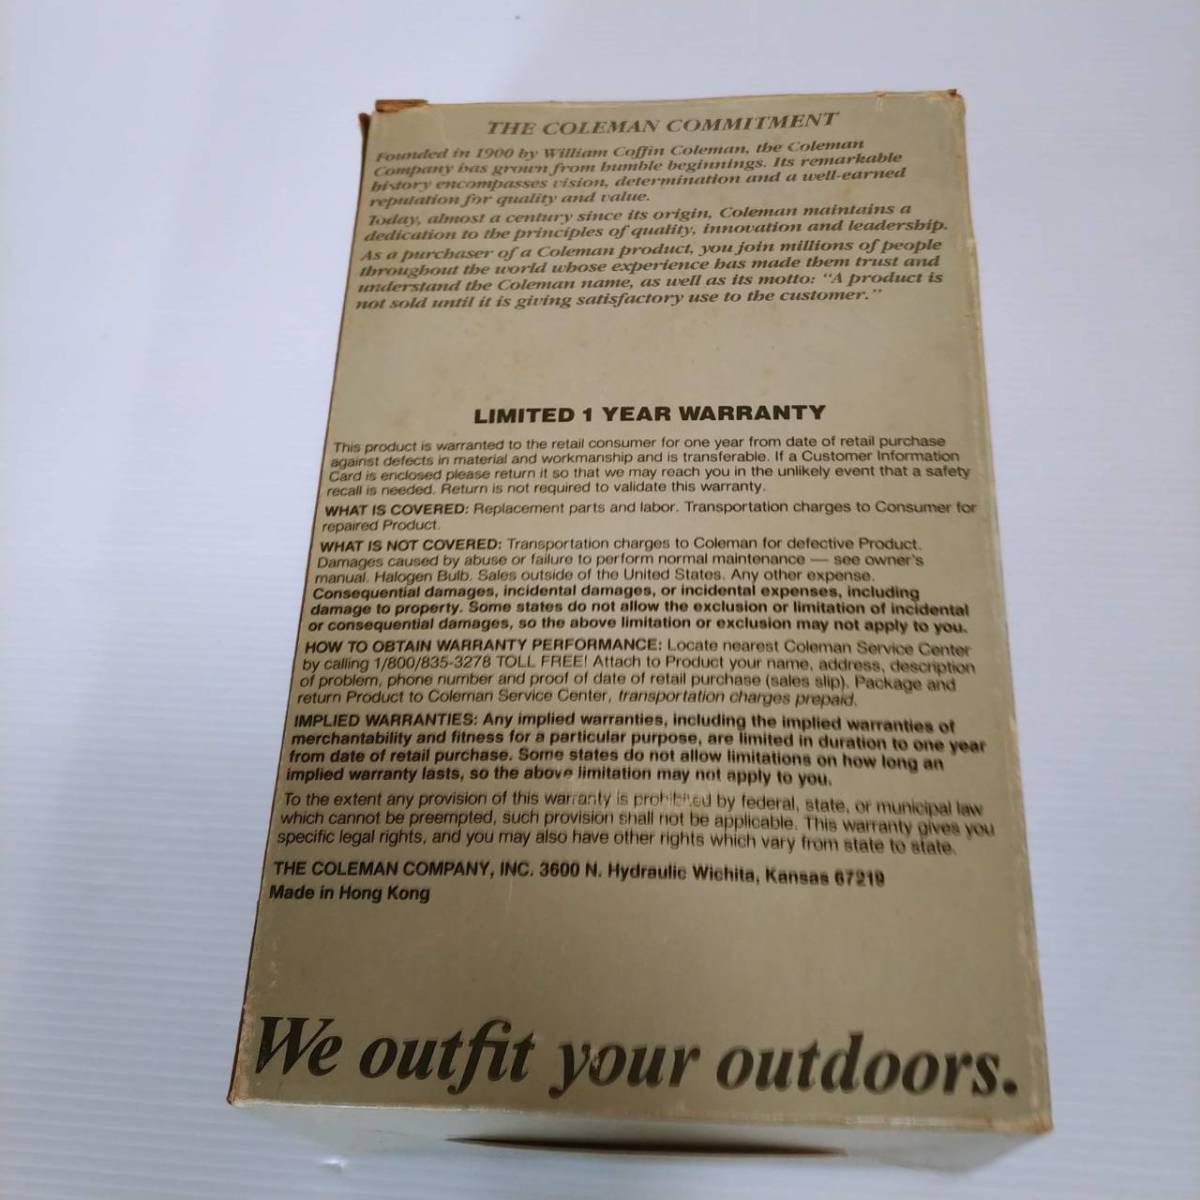 THE COLEMAN COMMITMENT
Founded in 1900 by William Coffin Coleman, the Coleman
Company has grown from humble beginnings. Its remarkable
history encompasses vision, determination and a well-earned
reputation for quality and value.
Today, almost a century since its origin, Coleman maintains a
dedication to the principles of quality, innovation and leadership.
As a purchaser of a Coleman product, you join millions of people
throughout the world whose experience has made them trust and
understand the Coleman name, as well as its motto: "A product is
not sold until it is giving satisfactory use to the customer."
LIMITED 1 YEAR WARRANTY
This product is warranted to the retail consumer for one year from date of retail purchase
against defects in material and workmanship and is transferable. If a Customer Information
Card is enclosed please return it so that we may reach you in the unlikely event that a safety
recall is needed. Return is not required to validate this warranty.
WHAT IS COVERED: Replacement parts and labor. Transportation charges to Consumer for
repaired Product.
WHAT IS NOT COVERED: Transportation charges to Coleman for defective Product.
Damages caused by abuse or failure to perform normal maintenance — see owner's
manual. Halogen Bulb. Sales outside of the United States. Any other expense.
Consequential damages, incidental damages, or incidental expenses, including
damage to property. Some states do not allow the exclusion or limitation of incidental
or consequential damages, so the above limitation or exclusion may not apply to you.
HOW TO OBTAIN WARRANTY PERFORMANCE: Locate nearest Coleman Service Center
by calling 1/800/835-3278 TOLL FREE! Attach to Product your name, address, description
of problem, phone number and proof of date of retail purchase (sales slip). Package and
return Product to Coleman Service Center, transportation charges prepaid.
IMPLIED WARRANTIES: Any implied warranties, including the implied warranties of
merchantability and fitness for a particular purpose, are limited in duration to one year
from date of retail purchase. Some states do not allow limitations on how long an
implied warranty lasts, so the above limitation may not apply to you.
To the extent any provision of this warranty is prohibited by federal, state, or municipal law
which cannot be preempted, such provision shall not be applicable. This warranty gives you
specific legal rights, and you may also have other rights which vary from state to state.
THE COLEMAN COMPANY, INC. 3600 N. Hydraulic Wichita, Kansas 67219
Made in Hong Kong
We outfit your outdoors.